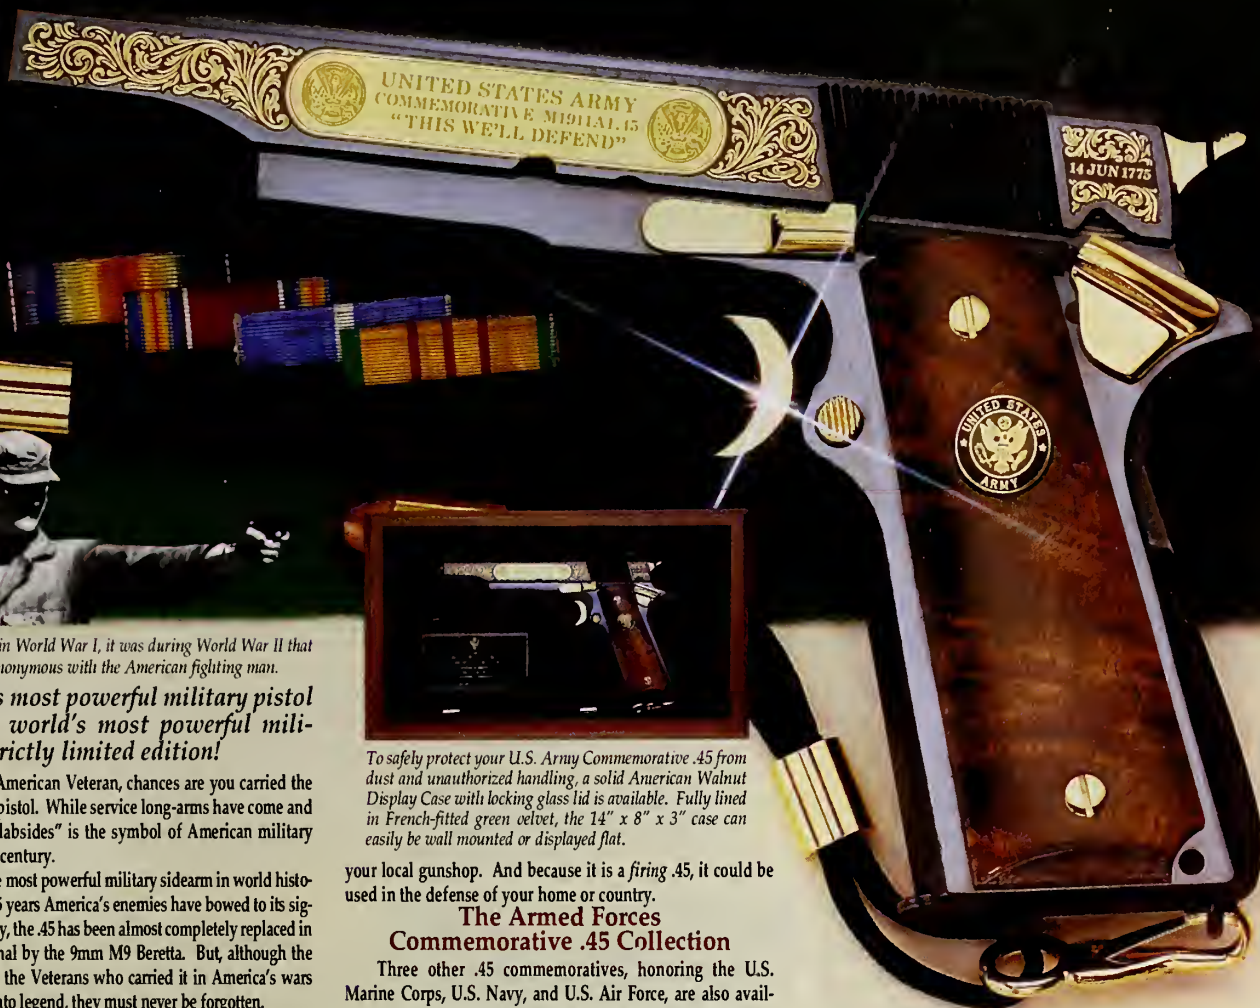 UNITED STATES ARMY
COMMEMORATIVE M1911A1 .45
“THIS WE'LL DEFEND”
14 JUN 1775
UNITED STATES
ARMY
in World War I, it was during World War II that
nonymous with the American fighting man.
s most powerful military pistol
world's most powerful mili-
rictly limited edition!
American Veteran, chances are you carried the
pistol. While service long-arms have come and
labsides” is the symbol of American military
century.
e most powerful military sidearm in world histo-
5 years America's enemies have bowed to its sig-
y, the .45 has been almost completely replaced in
nal by the 9mm M9 Beretta. But, although the
the Veterans who carried it in America's wars
nto legend, they must never be forgotten.
To safely protect your U.S. Army Commemorative .45 from
dust and unauthorized handling, a solid American Walnut
Display Case with locking glass lid is available. Fully lined
in French-fitted green velvet, the 14" x 8" x 3" case can
easily be wall mounted or displayed flat.
your local gunshop. And because it is a firing .45, it could be
used in the defense of your home or country.
The Armed Forces
Commemorative .45 Collection
Three other .45 commemoratives, honoring the U.S.
Marine Corps, U.S. Navy, and U.S. Air Force, are also avail-